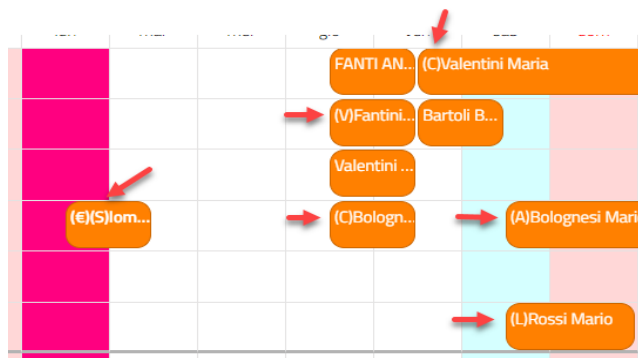 FANTI AN... (C)Valentini Maria
(V)Fantini... Bartoli B...
Valentini ...
(€)(S)Iom... (C)Bologn... (A)Bolognesi Mari
(L)Rossi Mario